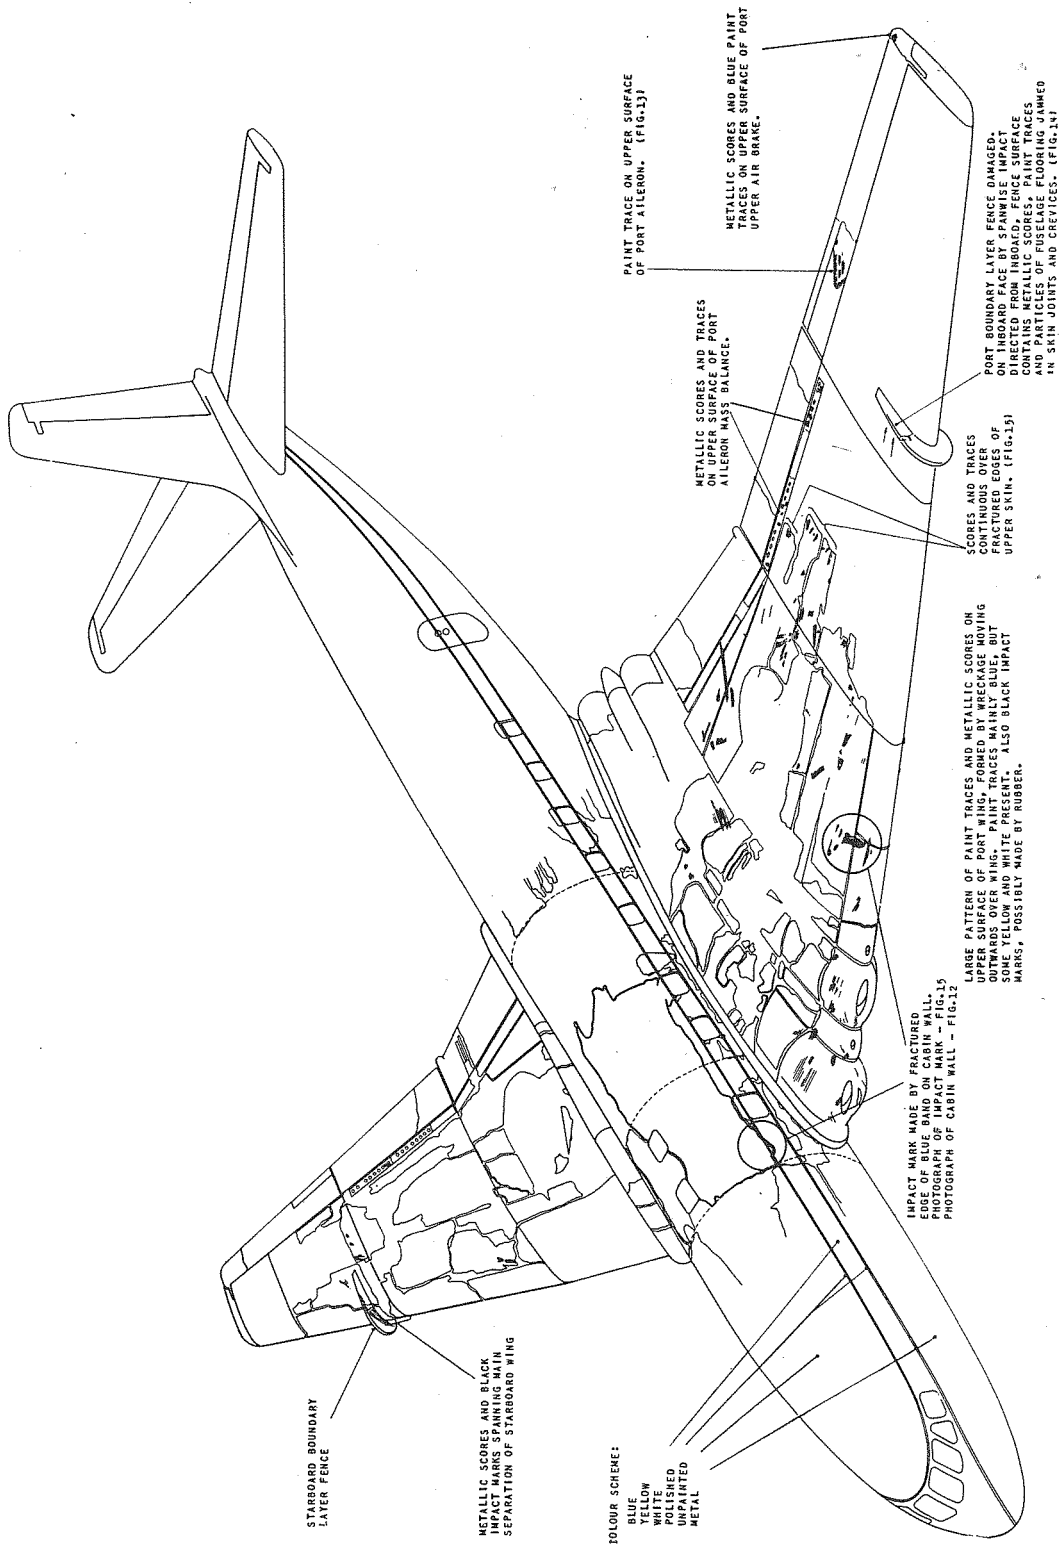 STARBOARD BOUNDARY
LAYER FENCE
METALLIC SCORES AND BLACK
IMPACT MARKS SPANNING MAIN
SEPARATION OF STARBOARD WING
COLOUR SCHEME:
BLUE
YELLOW
WHITE
POLISHED
UNPAINTED
METAL
PAINT TRACE ON UPPER SURFACE
OF PORT AILERON. (FIG.13)
METALLIC SCORES AND BLUE PAINT
TRACES ON UPPER SURFACE OF PORT
UPPER AIR BRAKE.
METALLIC SCORES AND TRACES
ON UPPER SURFACE OF PORT
AILERON MASS BALANCE.
PORT BOUNDARY LAYER FENCE DAMAGED.
ON INBOARD FACE BY SPANWISE IMPACT
DIRECTED FROM INBOARD, FENCE SURFACE
CONTAINS METALLIC SCORES, PAINT TRACES
AND PARTICLES OF FUSELAGE FLOORING JAMMED
IN SKIN JOINTS AND CREVICES. (FIG.14)
SCORES AND TRACES
CONTINUOUS OVER
FRACTURED EDGES OF
UPPER SKIN. (FIG.15)
LARGE PATTERN OF PAINT TRACES AND METALLIC SCORES ON
UPPER SURFACE OF PORT WING, FORMED BY WRECKAGE MOVING
OUTWARDS OVER WING. PAINT TRACES MAINLY BLUE, BUT
SOME YELLOW AND WHITE PRESENT. ALSO BLACK IMPACT
MARKS, POSSIBLY MADE BY RUBBER.
IMPACT MARK MADE BY FRACTURED
EDGE OF BLUE BAND ON CABIN WALL.
PHOTOGRAPH OF IMPACT MARK - FIG.15
PHOTOGRAPH OF CABIN WALL - FIG.12